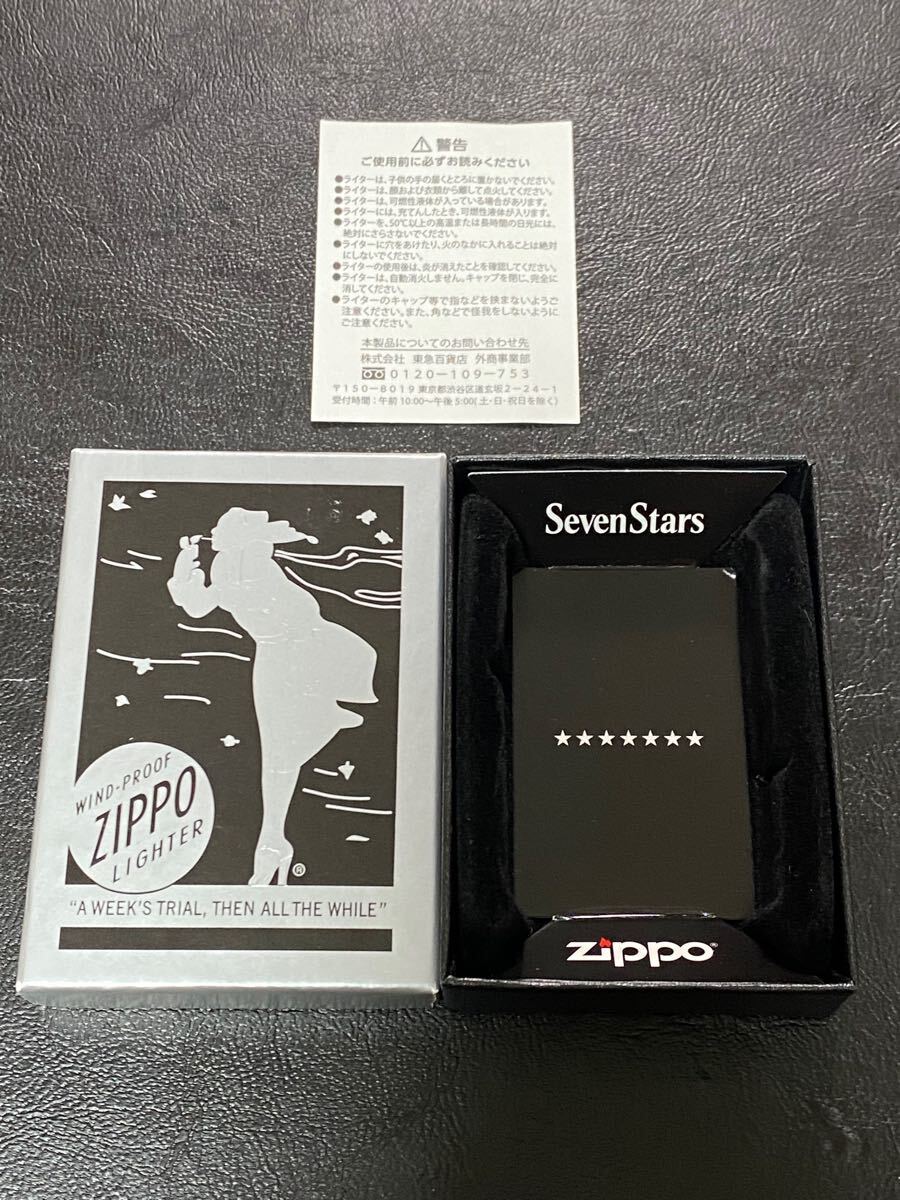 ⚠ 警告
ご使用前に必ずお読みください
●ライターは、子供の手の届くところに置かないでください。
●ライターは、顔および衣類から離して点火してください。
●ライターは、可燃性液体が入っている場合があります。
●ライターには、充てんしたとき、可燃性液体が入ります。
●ライターを、50℃以上の高温または長時間の日光には、
絶対にさらさないでください。
●ライターに穴をあけたり、火のなかに入れることは絶対
にしないでください。
●ライターの使用後は、炎が消えたことを確認してください。
●ライターは、自動消火しません。キャップを閉じ、完全に
消してください。
●ライターのキャップ等で指などを挟まないようご
注意ください。また、角などで怪我をしないように
ご注意ください。
本製品についてのお問い合わせ先
株式会社 東急百貨店 外商事業部
0120-109-753
〒150-8019 東京都渋谷区道玄坂2-24-1
受付時間:午前10:00〜午後5:00(土・日・祝日を除く)
WIND-PROOF
ZIPPO
LIGHTER
®
"A WEEK'S TRIAL, THEN ALL THE WHILE"
SevenStars
★★★★★★★
zippo®